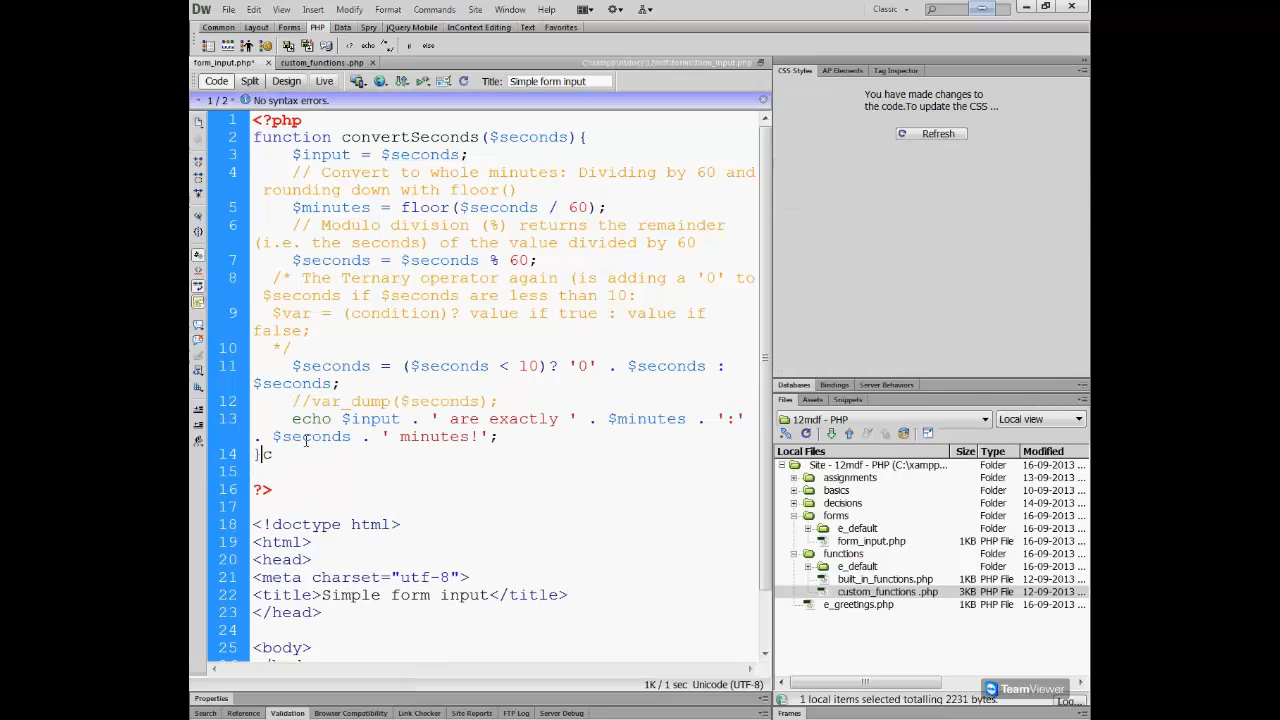 Dw File Edit View Insert Modify Format Commands Site Window Help Classic
Common Layout Forms PHP Data Spry jQuery Mobile InContext Editing Text Favorites
<? echo /* if else
form_input.php* × custom_functions .php × C:\xampp\htdocs\12mdf\forms\form_input.php
Code Split Design Live Title: Simple form input
1 / 2 No syntax errors.
1 <?php
2 function convertSeconds($seconds){
3 $input = $seconds;
4 // Convert to whole minutes: Dividing by 60 and
rounding down with floor()
5 $minutes = floor($seconds / 60);
6 // Modulo division (%) returns the remainder
(i.e. the seconds) of the value divided by 60
7 $seconds = $seconds % 60;
8 /* The Ternary operator again (is adding a '0' to
$seconds if $seconds are less than 10:
9 $var = (condition)? value if true : value if
false;
10 */
11 $seconds = ($seconds < 10)? '0' . $seconds :
$seconds;
12 //var_dump($seconds);
13 echo $input . ' are exactly ' . $minutes . ':'
. $seconds . ' minutes!';
14 }c
15
16 ?>
17
18 <!doctype html>
19 <html>
20 <head>
21 <meta charset="utf-8">
22 <title>Simple form input</title>
23 </head>
24
25 <body>
1K / 1 sec Unicode (UTF-8)
Properties
Search Reference Validation Browser Compatibility Link Checker Site Reports FTP Log Server Debug
CSS Styles AP Elements Tag Inspector
You have made changes to
the code.To update the CSS ...
Refresh
Databases Bindings Server Behaviors
Files Assets Snippets
12mdf - PHP Local view
Local Files Size Type Modified
Site - 12mdf - PHP (C:\xampp... Folder 16-09-2013 ...
assignments Folder 13-09-2013 ...
basics Folder 10-09-2013 ...
decisions Folder 14-09-2013 ...
forms Folder 16-09-2013 ...
e_default Folder 16-09-2013 ...
form_input.php 1KB PHP File 16-09-2013 ...
functions Folder 16-09-2013 ...
e_default Folder 16-09-2013 ...
built_in_functions.php 1KB PHP File 12-09-2013 ...
custom_functions .php 3KB PHP File 12-09-2013 ...
e_greetings.php 1KB PHP File 16-09-2013 ...
TeamViewer
1 local items selected totalling 2231 bytes. Log...
Frames